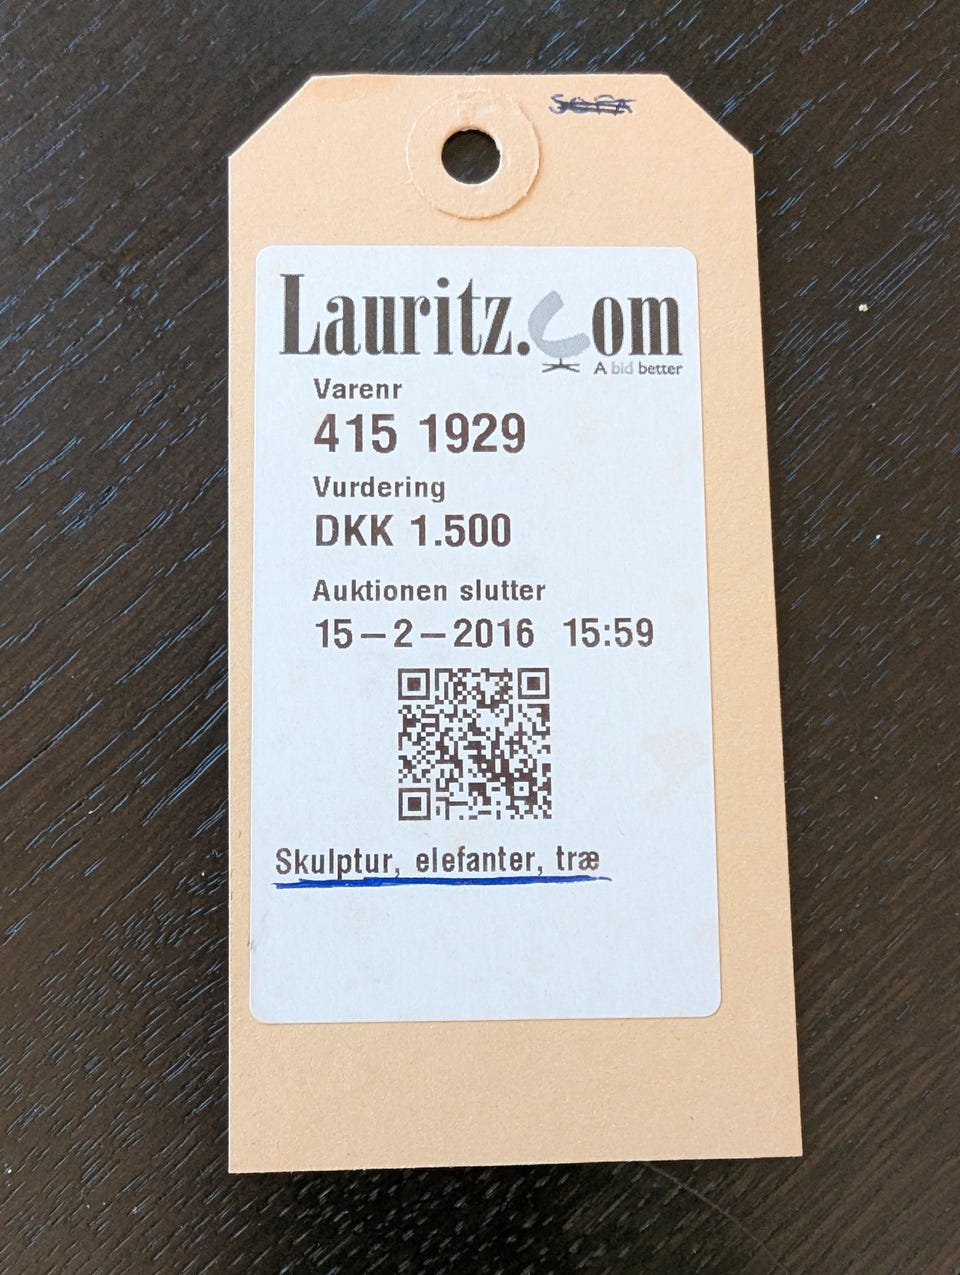 SOFA
Lauritz.Com
A bid better
Varenr
415 1929
Vurdering
DKK 1.500
Auktionen slutter
15-2-2016 15:59
Skulptur, elefanter, træ